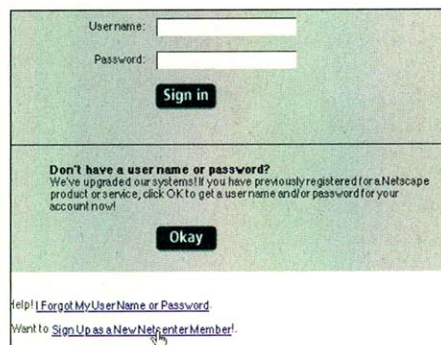 Username:
Password:
Sign in
Don't have a user name or password?
We've upgraded our systems! If you have previously registered for a Netscape
product or service, click OK to get a user name and/or password for your
account now!
Okay
Help! I Forgot My User Name or Password.
Want to Sign Up as a New Netcenter Member!.